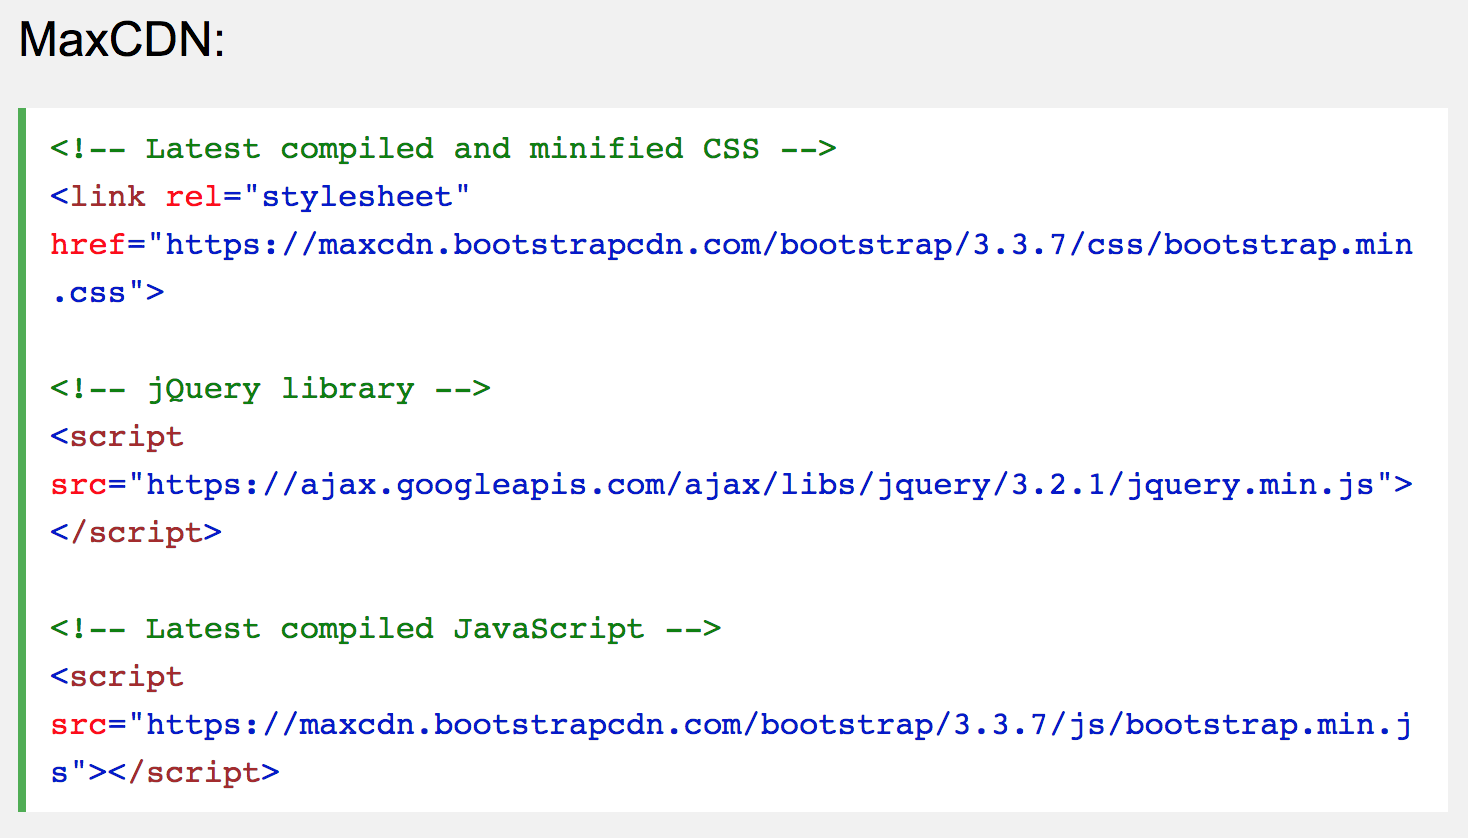 MaxCDN:
<!-- Latest compiled and minified CSS -->
<link rel="stylesheet"
href="https://maxcdn.bootstrapcdn.com/bootstrap/3.3.7/css/bootstrap.min
.css">
<!-- jQuery library -->
<script
src="https://ajax.googleapis.com/ajax/libs/jquery/3.2.1/jquery.min.js">
</script>
<!-- Latest compiled JavaScript -->
<script
src="https://maxcdn.bootstrapcdn.com/bootstrap/3.3.7/js/bootstrap.min.j
s"></script>